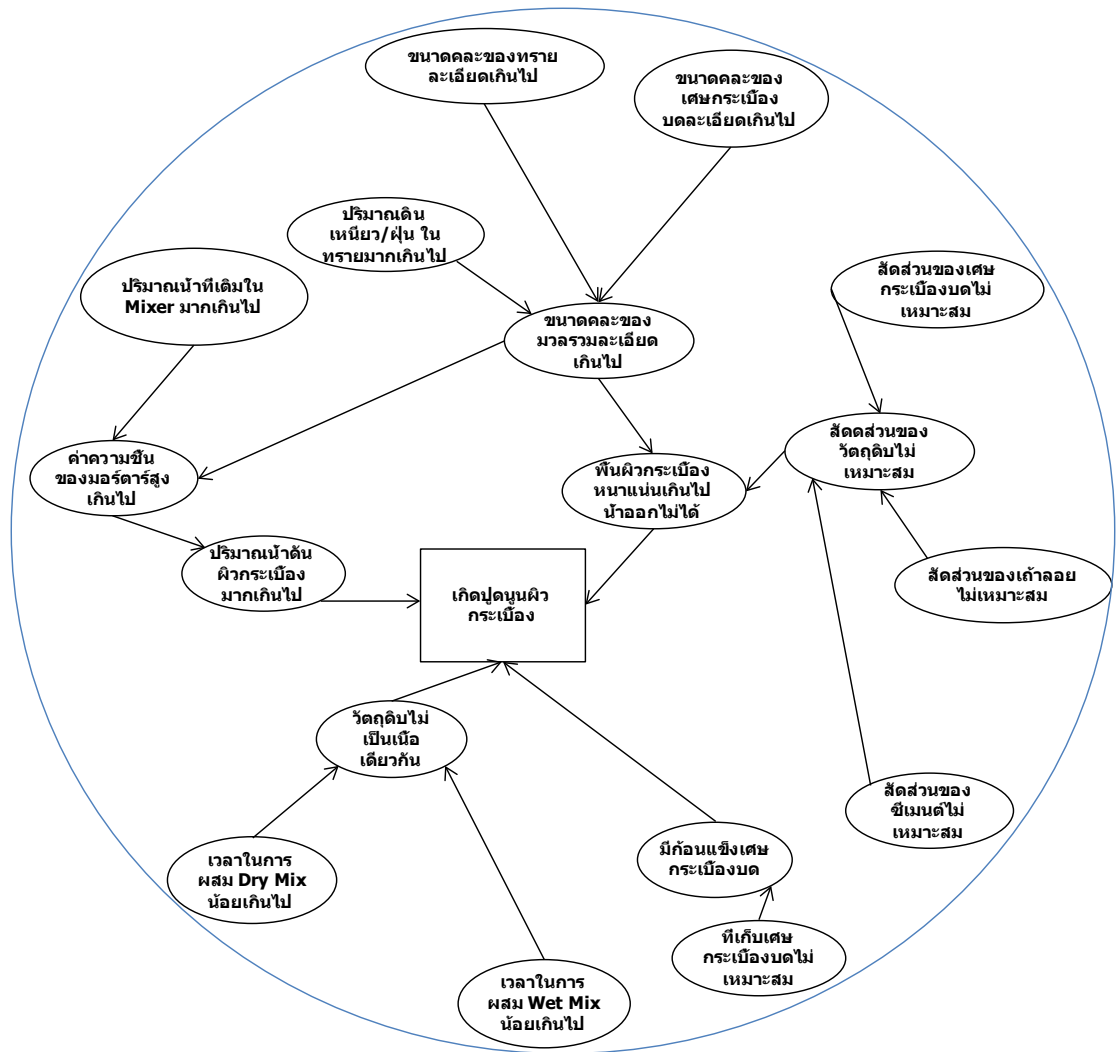 ขนาดคละของทราย
ละเอียดเกินไป
ขนาดคละของ
เศษกระเบื้อง
บดละเอียดเกินไป
ปริมาณดิน
เหนียว/ฝุ่น ใน
ทรายมากเกินไป
ปริมาณน้ำที่เติมใน
Mixer มากเกินไป
สัดส่วนของเศษ
กระเบื้องบดไม่
เหมาะสม
ขนาดคละของ
มวลรวมละเอียด
เกินไป
ค่าความชื้น
ของมอร์ตาร์สูง
เกินไป
พื้นผิวกระเบื้อง
หนาแน่นเกินไป
น้ำออกไม่ได้
สัดดส่วนของ
วัตถุดิบไม่
เหมาะสม
ปริมาณน้ำดัน
ผิวกระเบื้อง
มากเกินไป
เกิดปูดนูนผิว
กระเบื้อง
สัดส่วนของเถ้าลอย
ไม่เหมาะสม
วัตถุดิบไม่
เป็นเนื้อ
เดียวกัน
สัดส่วนของ
ซีเมนต์ไม่
เหมาะสม
เวลาในการ
ผสม Dry Mix
น้อยเกินไป
มีก้อนแข็งเศษ
กระเบื้องบด
ที่เก็บเศษ
กระเบื้องบดไม่
เหมาะสม
เวลาในการ
ผสม Wet Mix
น้อยเกินไป